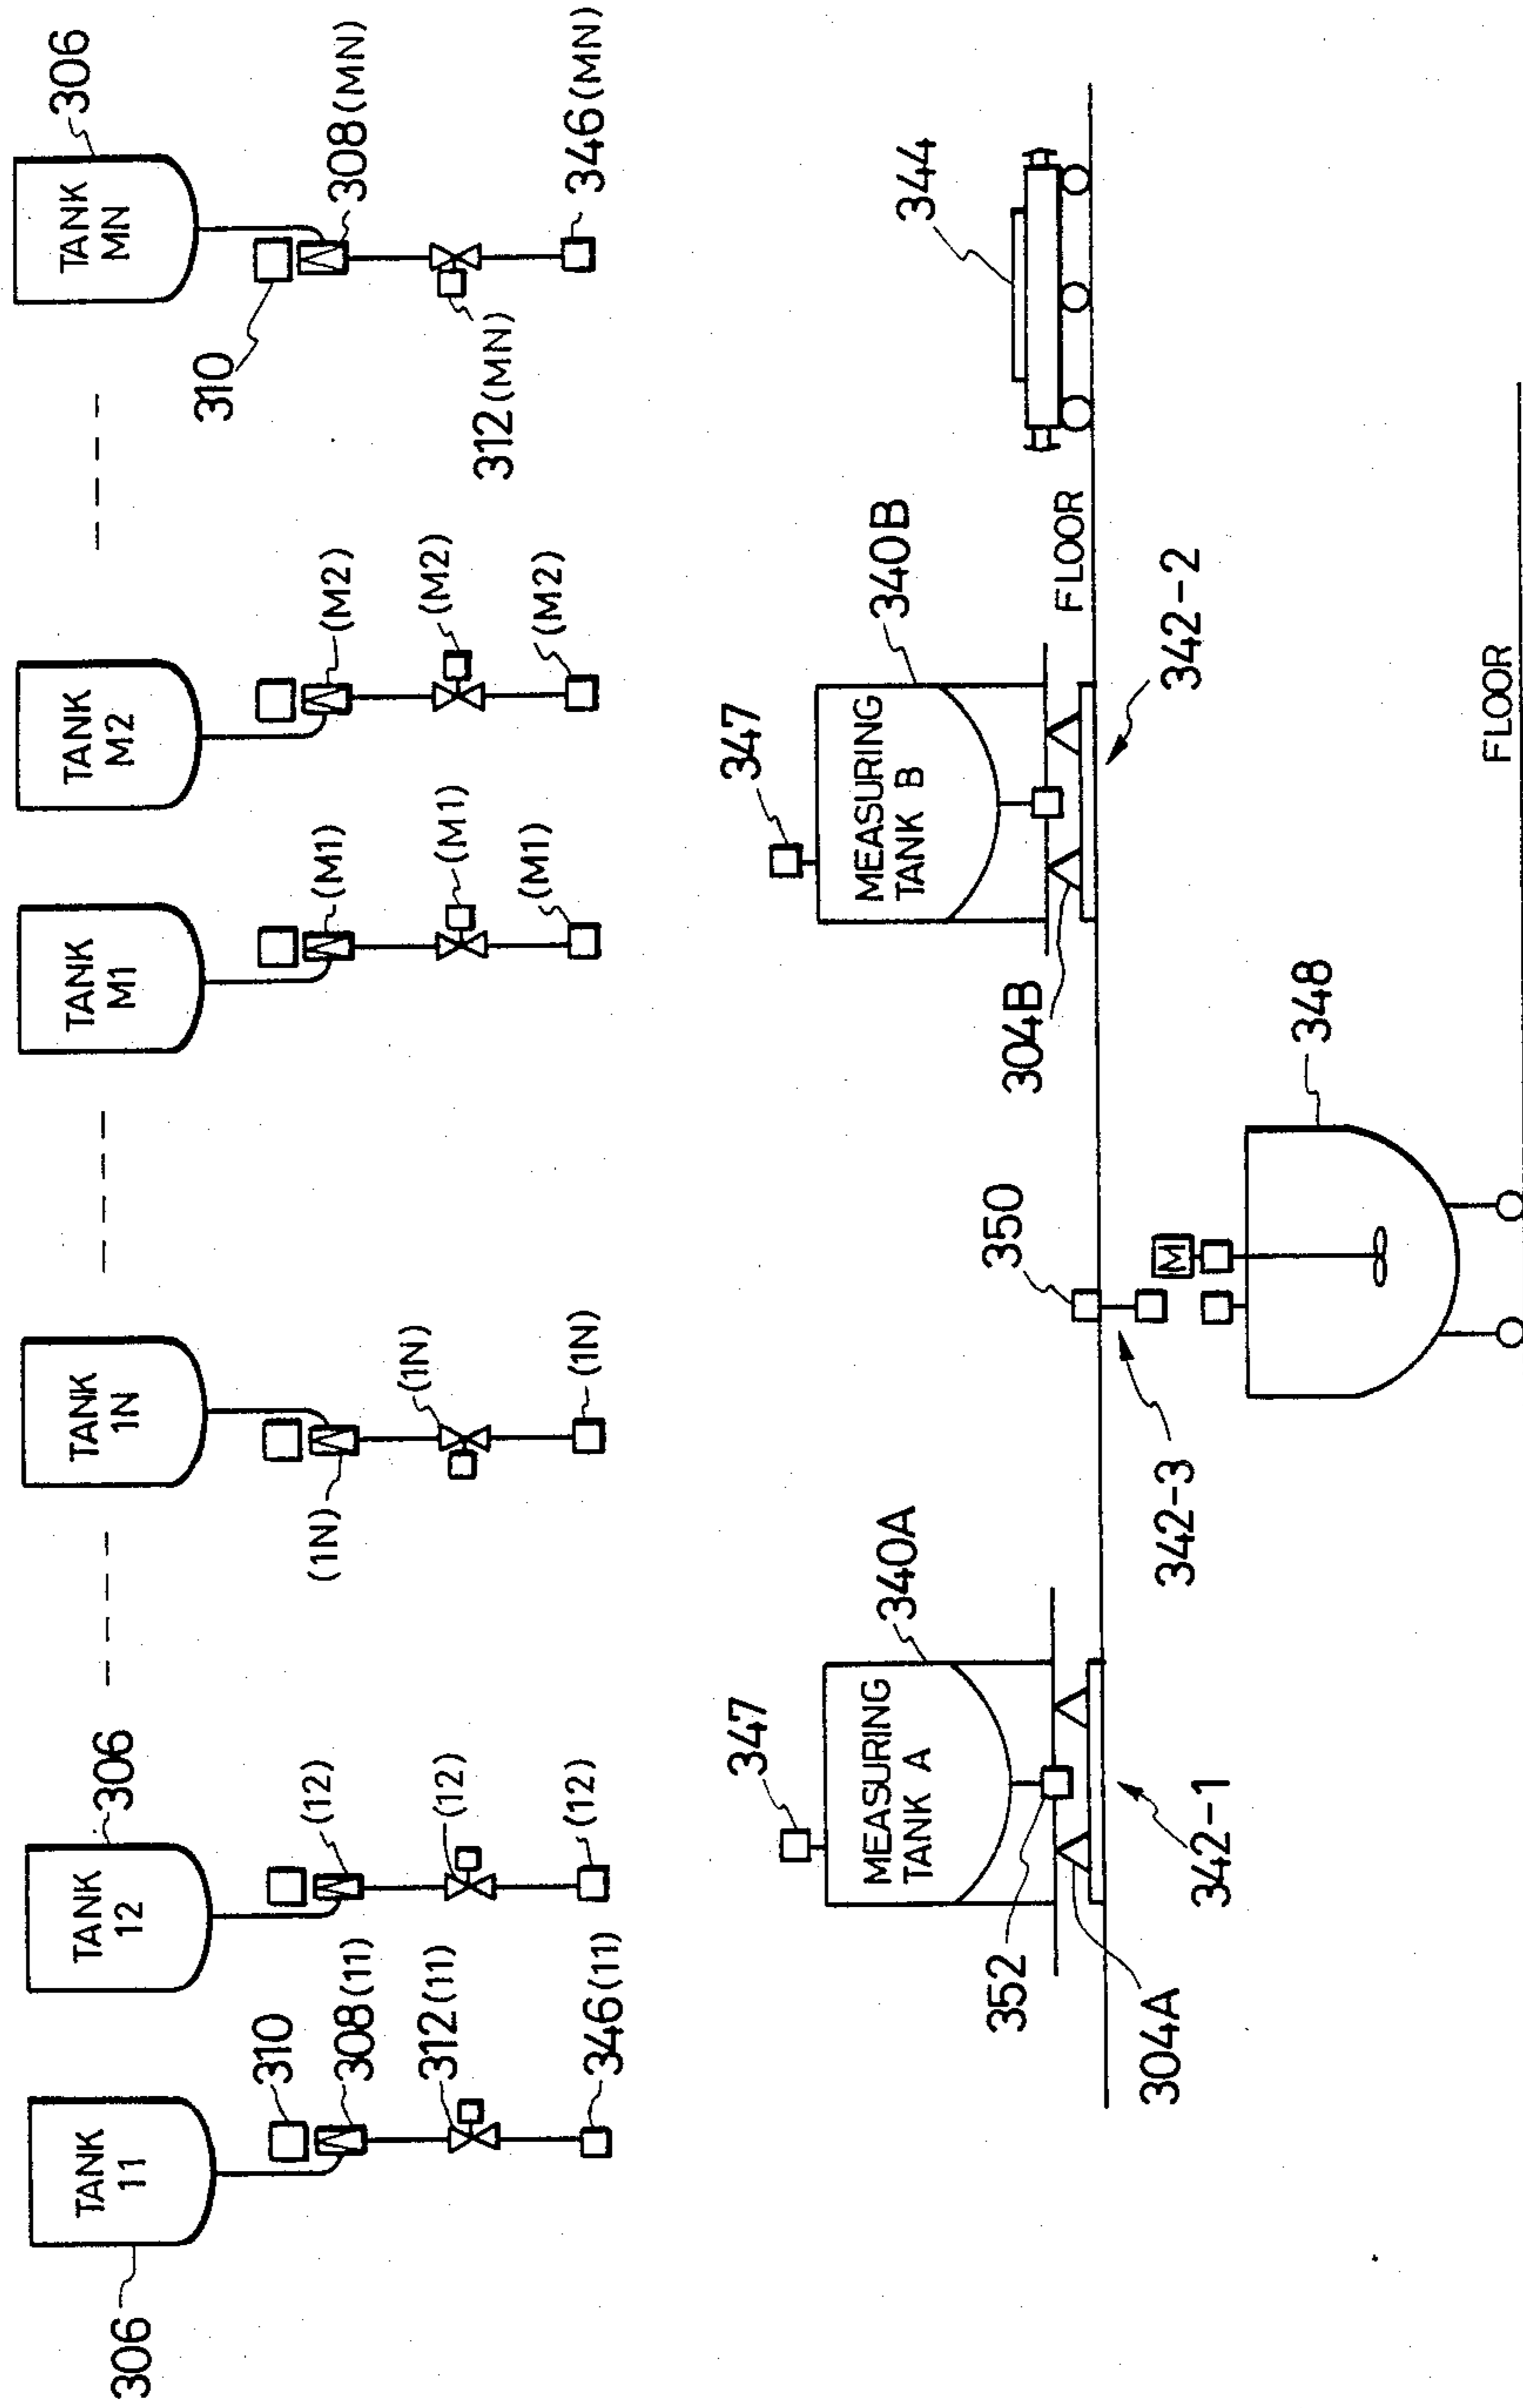 TANK
11
TANK
12
TANK
1N
TANK
M1
TANK
M2
TANK
MN
306
306
306
310
308(11)
312(11)
346(11)
(12)
(12)
(12)
(1N)
(1N)
(1N)
(M1)
(M1)
(M1)
(M2)
(M2)
(M2)
310
308(MN)
312(MN)
346(MN)
347
MEASURING
TANK A
340A
352
304A
342-1
347
MEASURING
TANK B
340B
304B
342-2
344
FLOOR
350
342-3
M
348
FLOOR